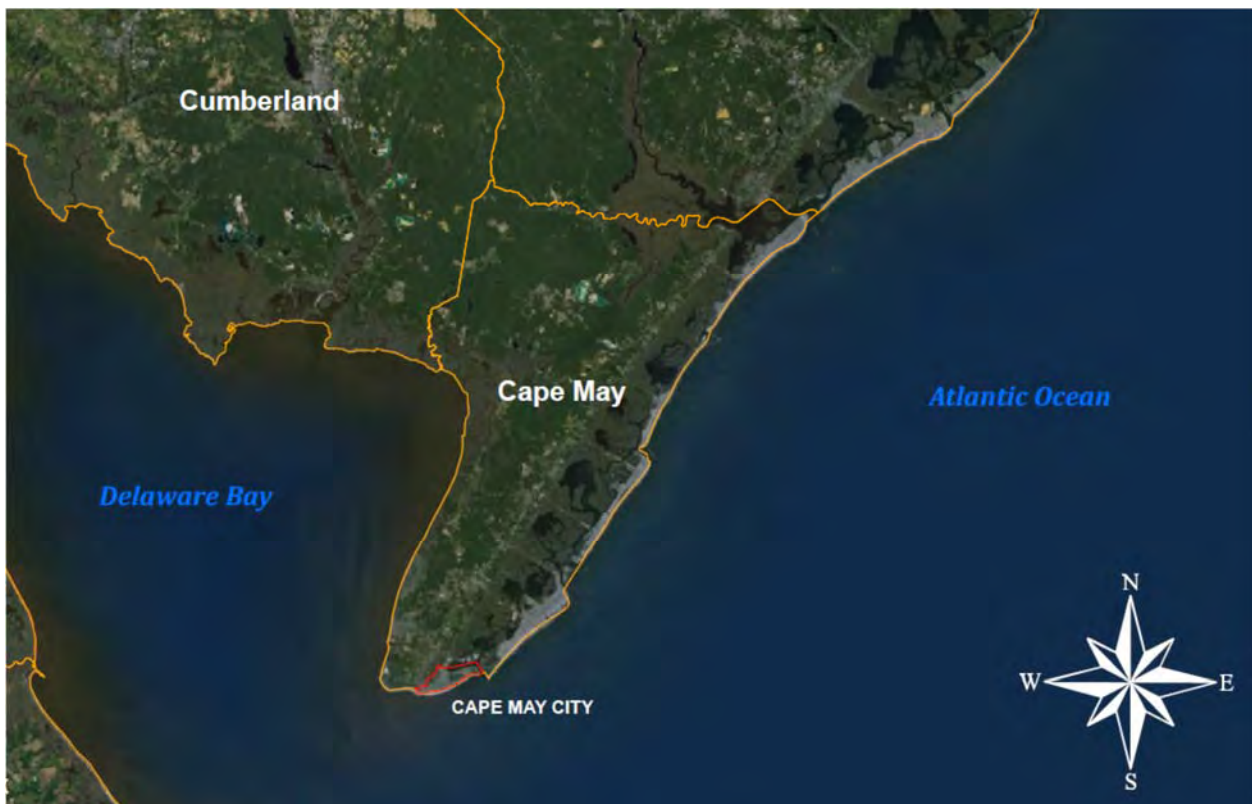 Cumberland
Cape May
Atlantic Ocean
Delaware Bay
CAPE MAY CITY
N
W
E
S